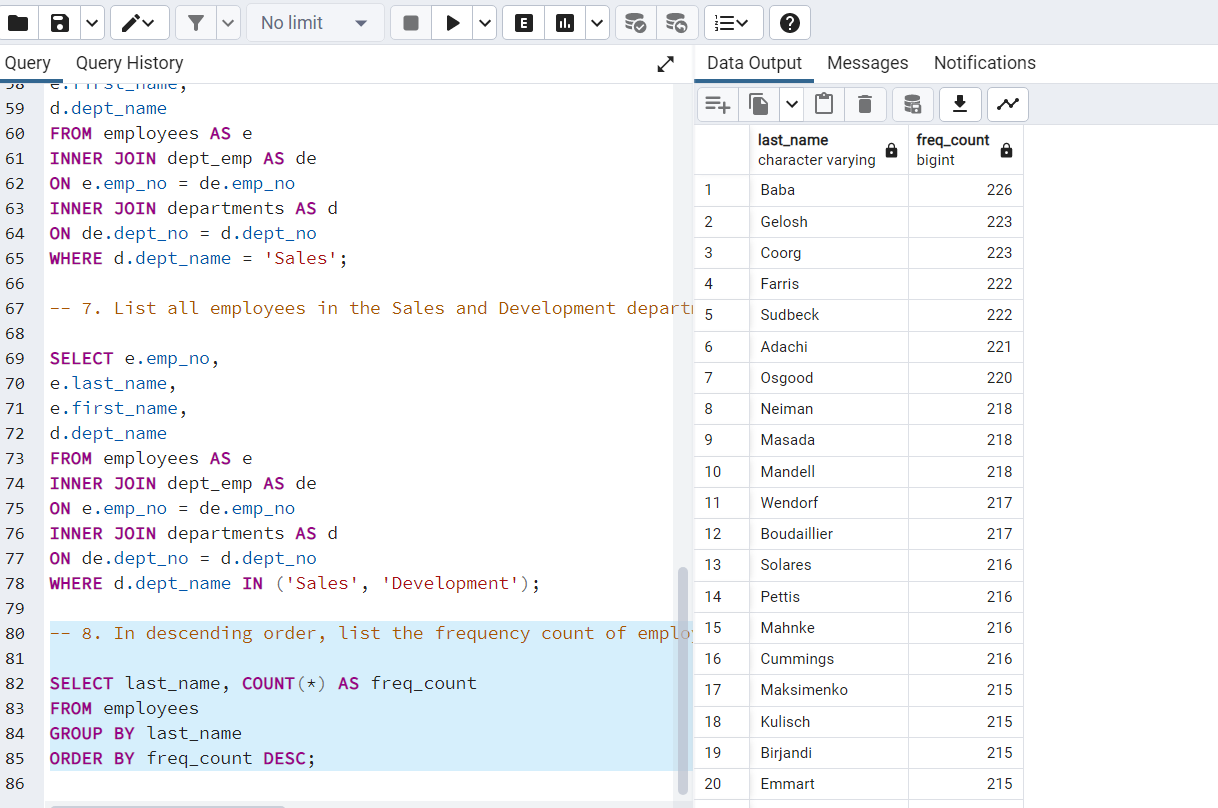 No limit
E
Query Query History
58 e.first_name,
59 d.dept_name
60 FROM employees AS e
61 INNER JOIN dept_emp AS de
62 ON e.emp_no = de.emp_no
63 INNER JOIN departments AS d
64 ON de.dept_no = d.dept_no
65 WHERE d.dept_name = 'Sales';
66
67 -- 7. List all employees in the Sales and Development
68
69 SELECT e.emp_no,
70 e.last_name,
71 e.first_name,
72 d.dept_name
73 FROM employees AS e
74 INNER JOIN dept_emp AS de
75 ON e.emp_no = de.emp_no
76 INNER JOIN departments AS d
77 ON de.dept_no = d.dept_no
78 WHERE d.dept_name IN ('Sales', 'Development');
79
80 -- 8. In descending order, list the frequency count of
81
82 SELECT last_name, COUNT(*) AS freq_count
83 FROM employees
84 GROUP BY last_name
85 ORDER BY freq_count DESC;
86
Data Output Messages Notifications
last_name freq_count
character varying bigint
1 Baba 226
2 Gelosh 223
3 Coorg 223
4 Farris 222
5 Sudbeck 222
6 Adachi 221
7 Osgood 220
8 Neiman 218
9 Masada 218
10 Mandell 218
11 Wendorf 217
12 Boudaillier 217
13 Solares 216
14 Pettis 216
15 Mahnke 216
16 Cummings 216
17 Maksimenko 215
18 Kulisch 215
19 Birjandi 215
20 Emmart 215